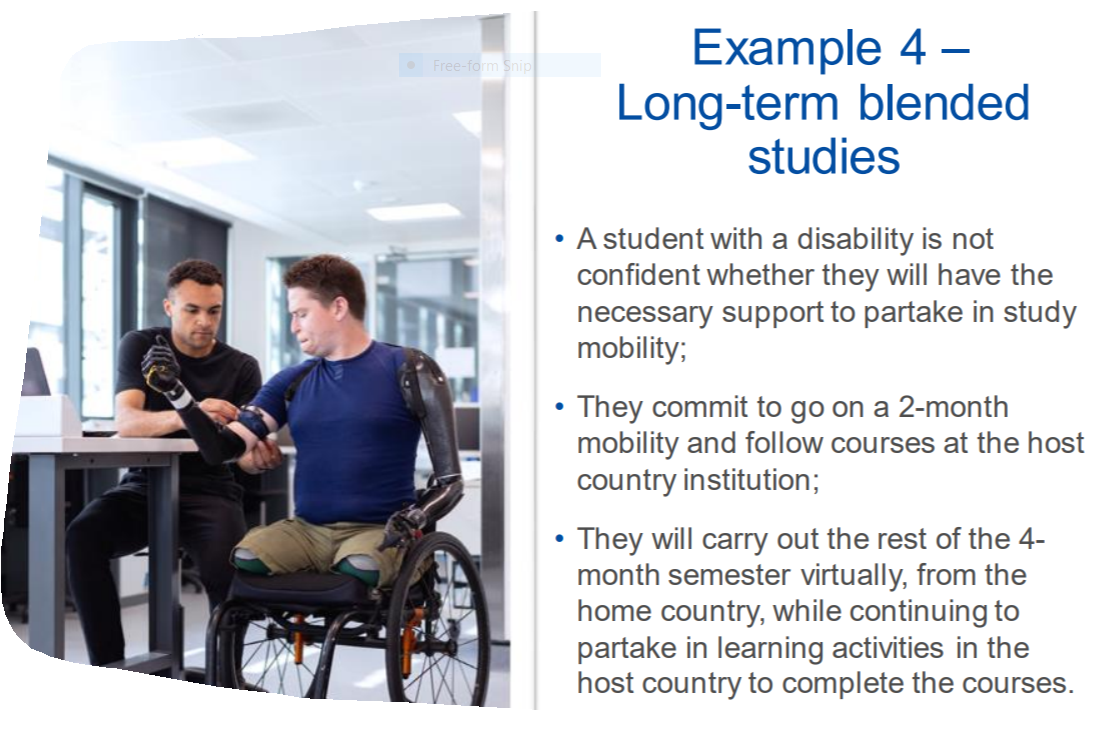 Free-form Snip
Example 4 –
Long-term blended
studies
• A student with a disability is not
confident whether they will have the
necessary support to partake in study
mobility;
• They commit to go on a 2-month
mobility and follow courses at the host
country institution;
• They will carry out the rest of the 4-
month semester virtually, from the
home country, while continuing to
partake in learning activities in the
host country to complete the courses.